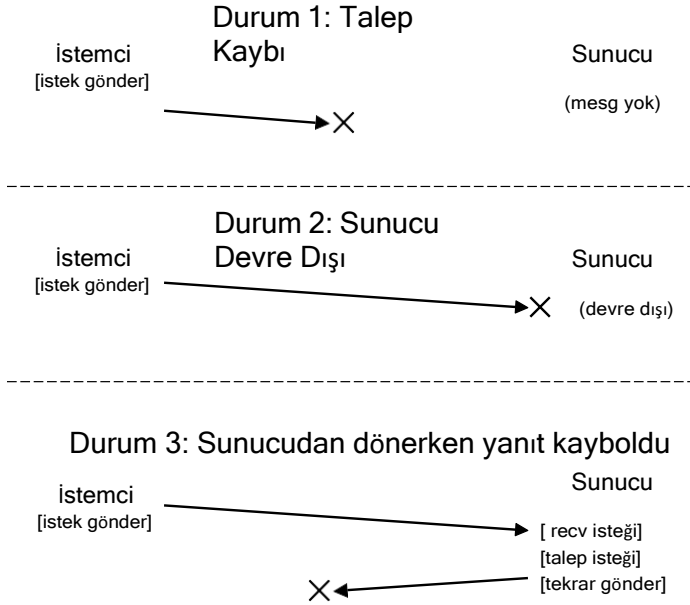 Durum 1: Talep
Kaybı
İstemci
[istek gönder]
Sunucu
(mesg yok)
Durum 2: Sunucu
Devre Dışı
İstemci
[istek gönder]
Sunucu
(devre dışı)
Durum 3: Sunucudan dönerken yanıt kayboldu
İstemci
[istek gönder]
Sunucu
[ recv isteği]
[talep isteği]
[tekrar gönder]